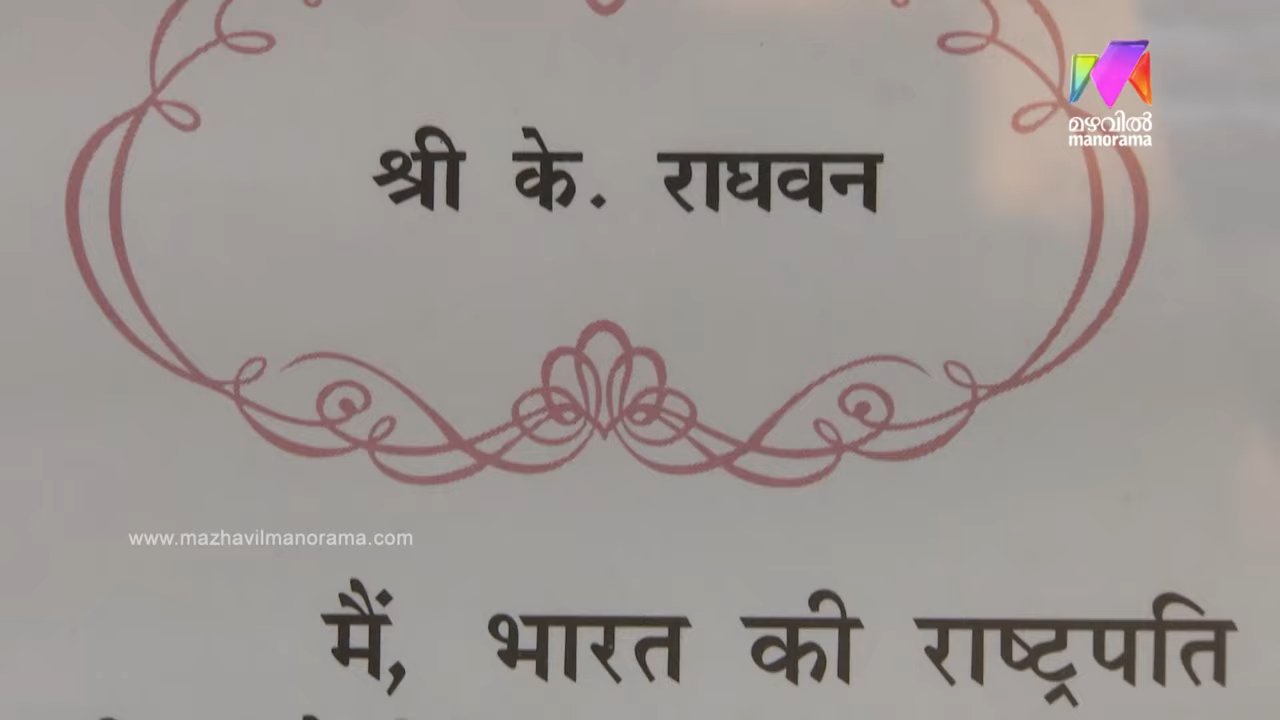 മഴവിൽ
manorama
श्री के. राघवन
www.mazhavilmanorama.com
मैं, भारत की राष्ट्रपति